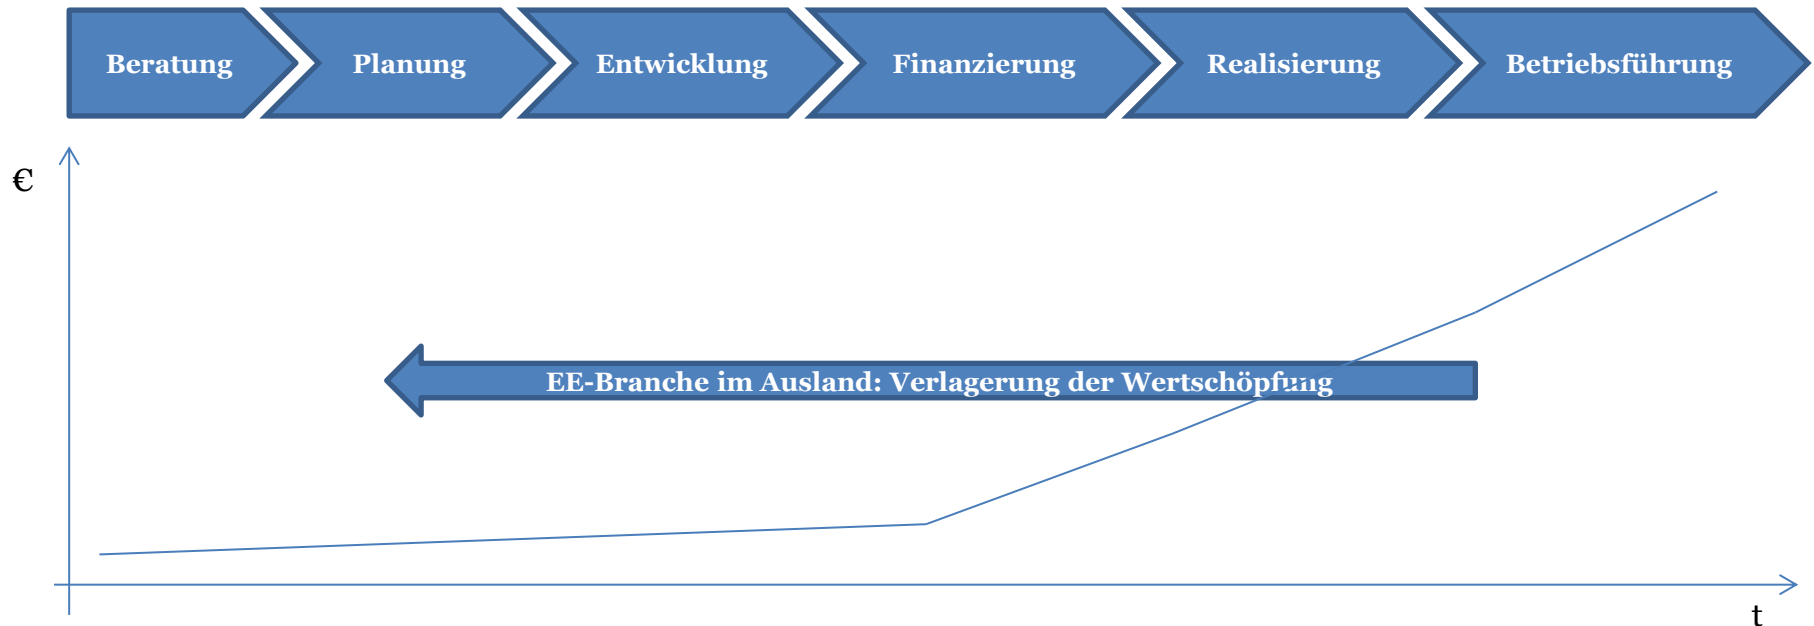 Beratung
Planung
Entwicklung
Finanzierung
Realisierung
Betriebsführung
€
EE-Branche im Ausland: Verlagerung der Wertschöpfung
t